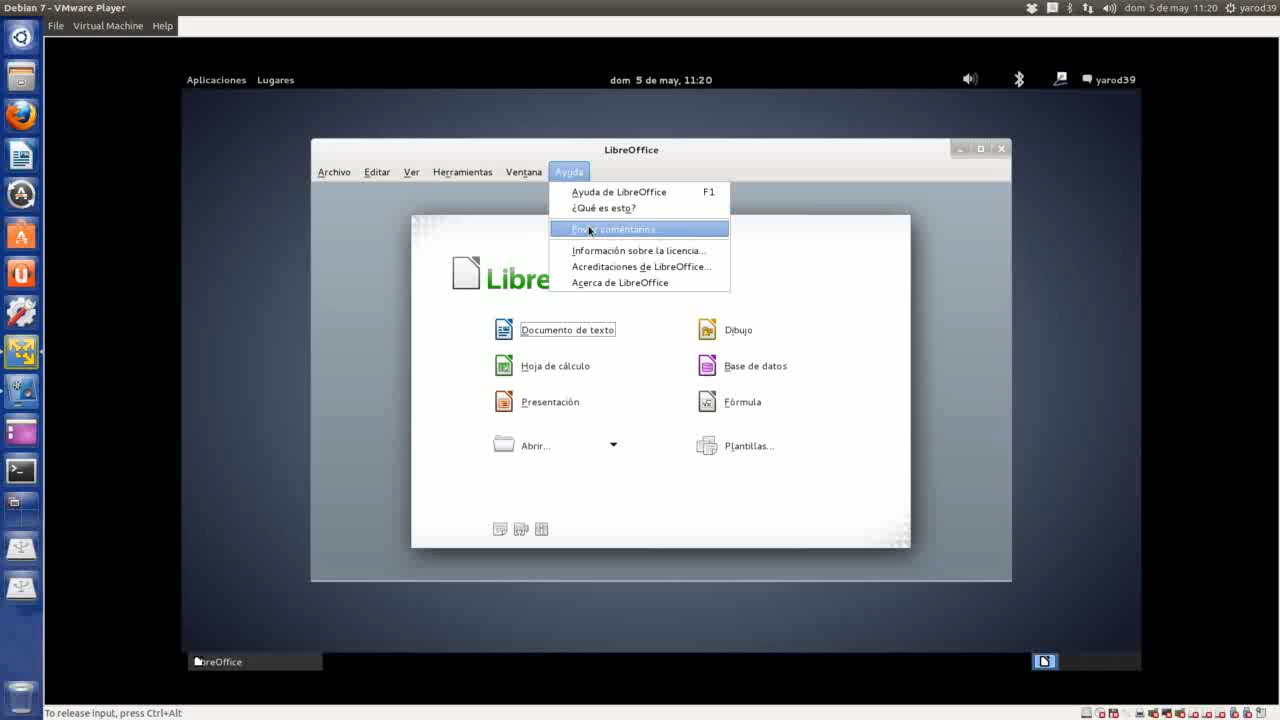 Debian 7 - VMware Player
dom 5 de may, 11:20 yarod39
File Virtual Machine Help
Aplicaciones Lugares dom 5 de may, 11:20 yarod39
LibreOffice
Archivo Editar Ver Herramientas Ventana Ayuda
Ayuda de LibreOffice F1
¿Qué es esto?
Enviar comentarios...
Información sobre la licencia...
Acreditaciones de LibreOffice...
Acerca de LibreOffice
Libre
Documento de texto Dibujo
Hoja de cálculo Base de datos
Presentación Fórmula
Abrir... Plantillas...
LibreOffice
To release input, press Ctrl+Alt